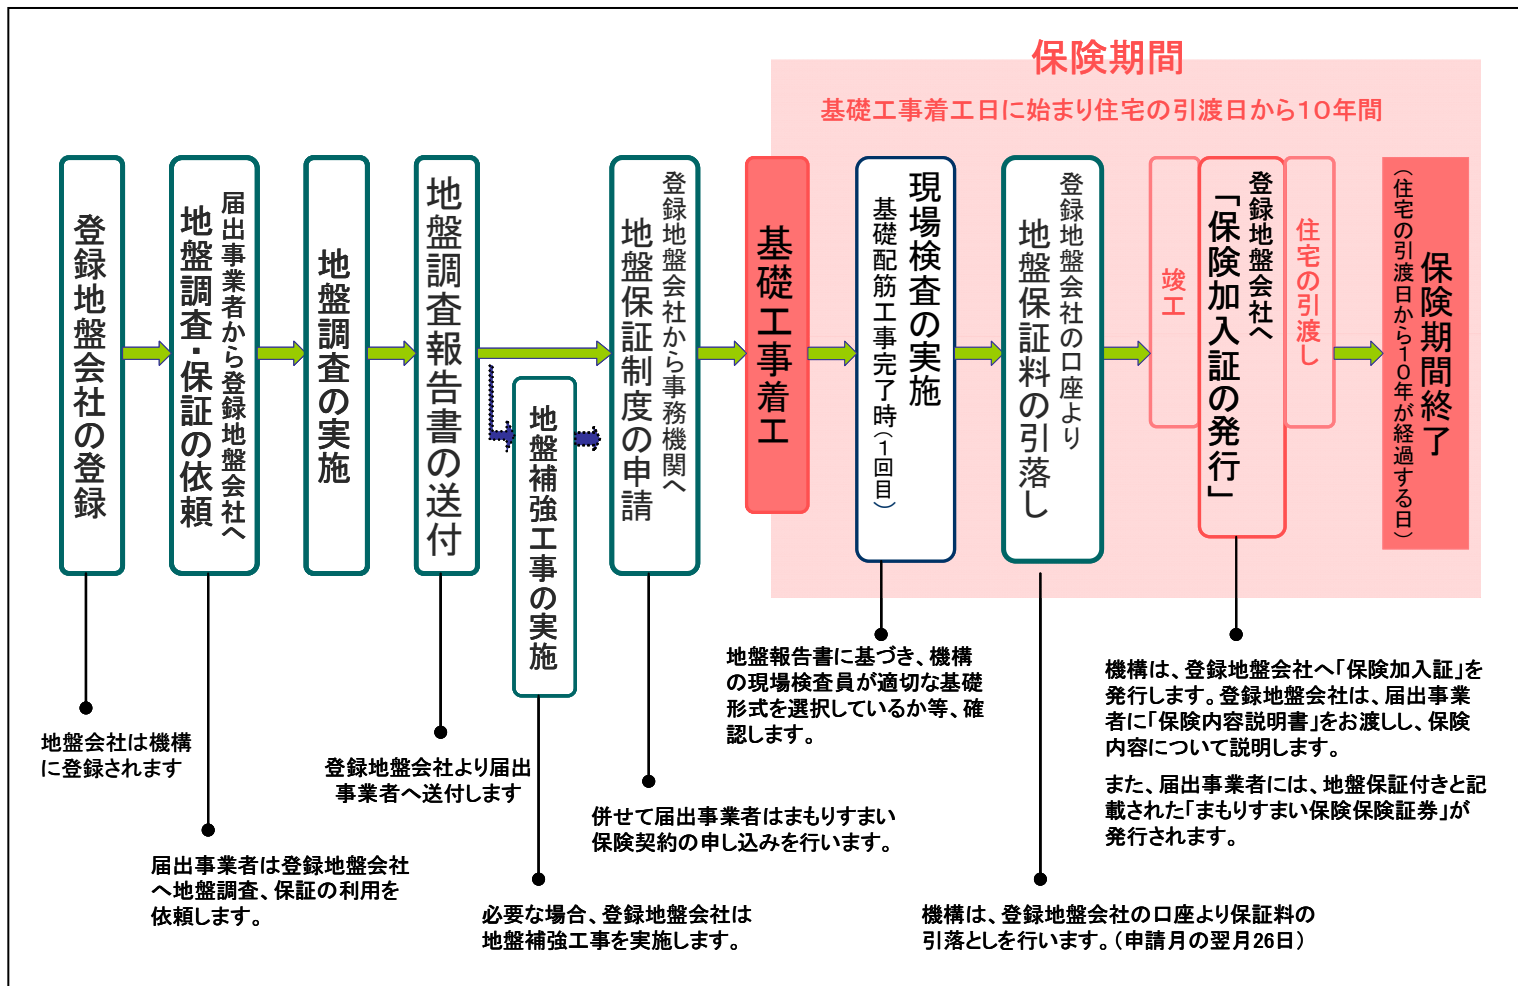 保険期間
基礎工事着工日に始まり住宅の引渡日から10年間
登録地盤会社の登録
届出事業者から登録地盤会社へ
地盤調査・保証の依頼
地盤調査の実施
地盤調査報告書の送付
地盤補強工事の実施
登録地盤会社から事務機関へ
地盤保証制度の申請
基礎工事着工
現場検査の実施
基礎配筋工事完了時(1回目)
登録地盤会社の口座より
地盤保証料の引落し
竣工
登録地盤会社へ
「保険加入証の発行」
住宅の引渡し
保険期間終了
(住宅の引渡日から10年が経過する日)
地盤会社は機構
に登録されます
届出事業者は登録地盤会社
へ地盤調査、保証の利用を
依頼します。
登録地盤会社より届出
事業者へ送付します
必要な場合、登録地盤会社は
地盤補強工事を実施します。
併せて届出事業者はまもりすまい
保険契約の申し込みを行います。
地盤報告書に基づき、機構
の現場検査員が適切な基礎
形式を選択しているか等、確
認します。
機構は、登録地盤会社の口座より保証料の
引落としを行います。(申請月の翌月26日)
機構は、登録地盤会社へ「保険加入証」を
発行します。登録地盤会社は、届出事業
者に「保険内容説明書」をお渡しし、保険
内容について説明します。
また、届出事業者には、地盤保証付きと記
載された「まもりすまい保険保険証券」が
発行されます。